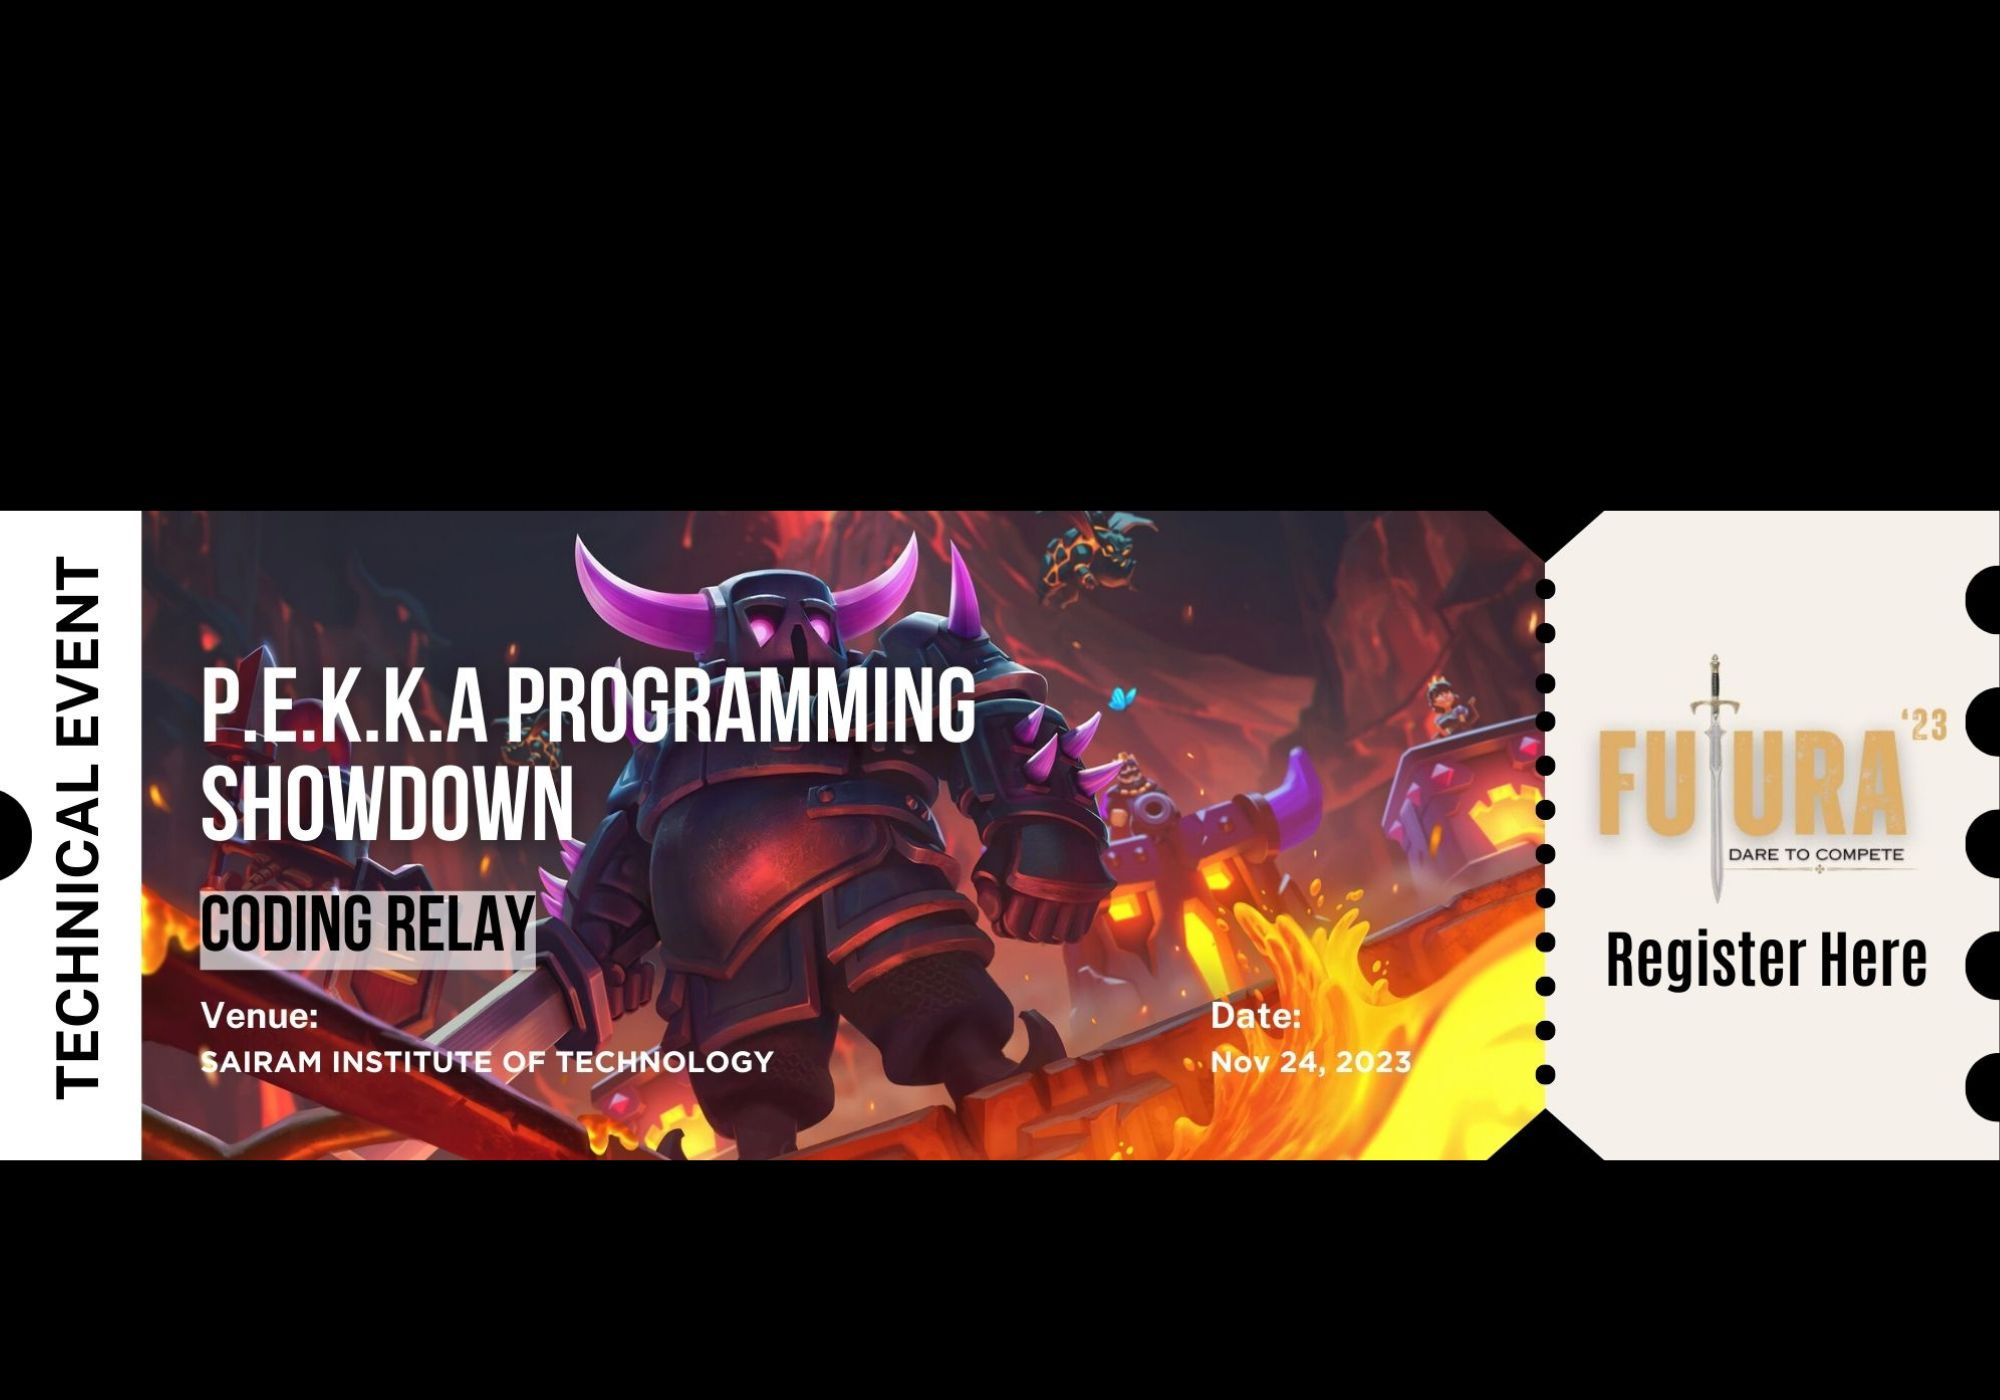 TECHNICAL EVENT
P.E.K.K.A PROGRAMMING
SHOWDOWN
CODING RELAY
Venue:
SAIRAM INSTITUTE OF TECHNOLOGY
Date:
Nov 24, 2023
FUTURA '23
DARE TO COMPETE
Register Here